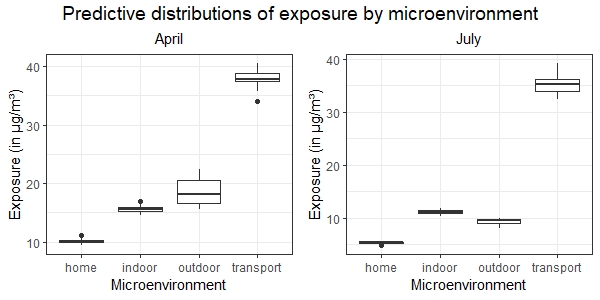 Predictive distributions of exposure by microenvironment
April
July
Exposure (in µg/m³)
40
30
20
10
home indoor outdoor transport
Microenvironment
Exposure (in µg/m³)
40
30
20
10
home indoor outdoor transport
Microenvironment